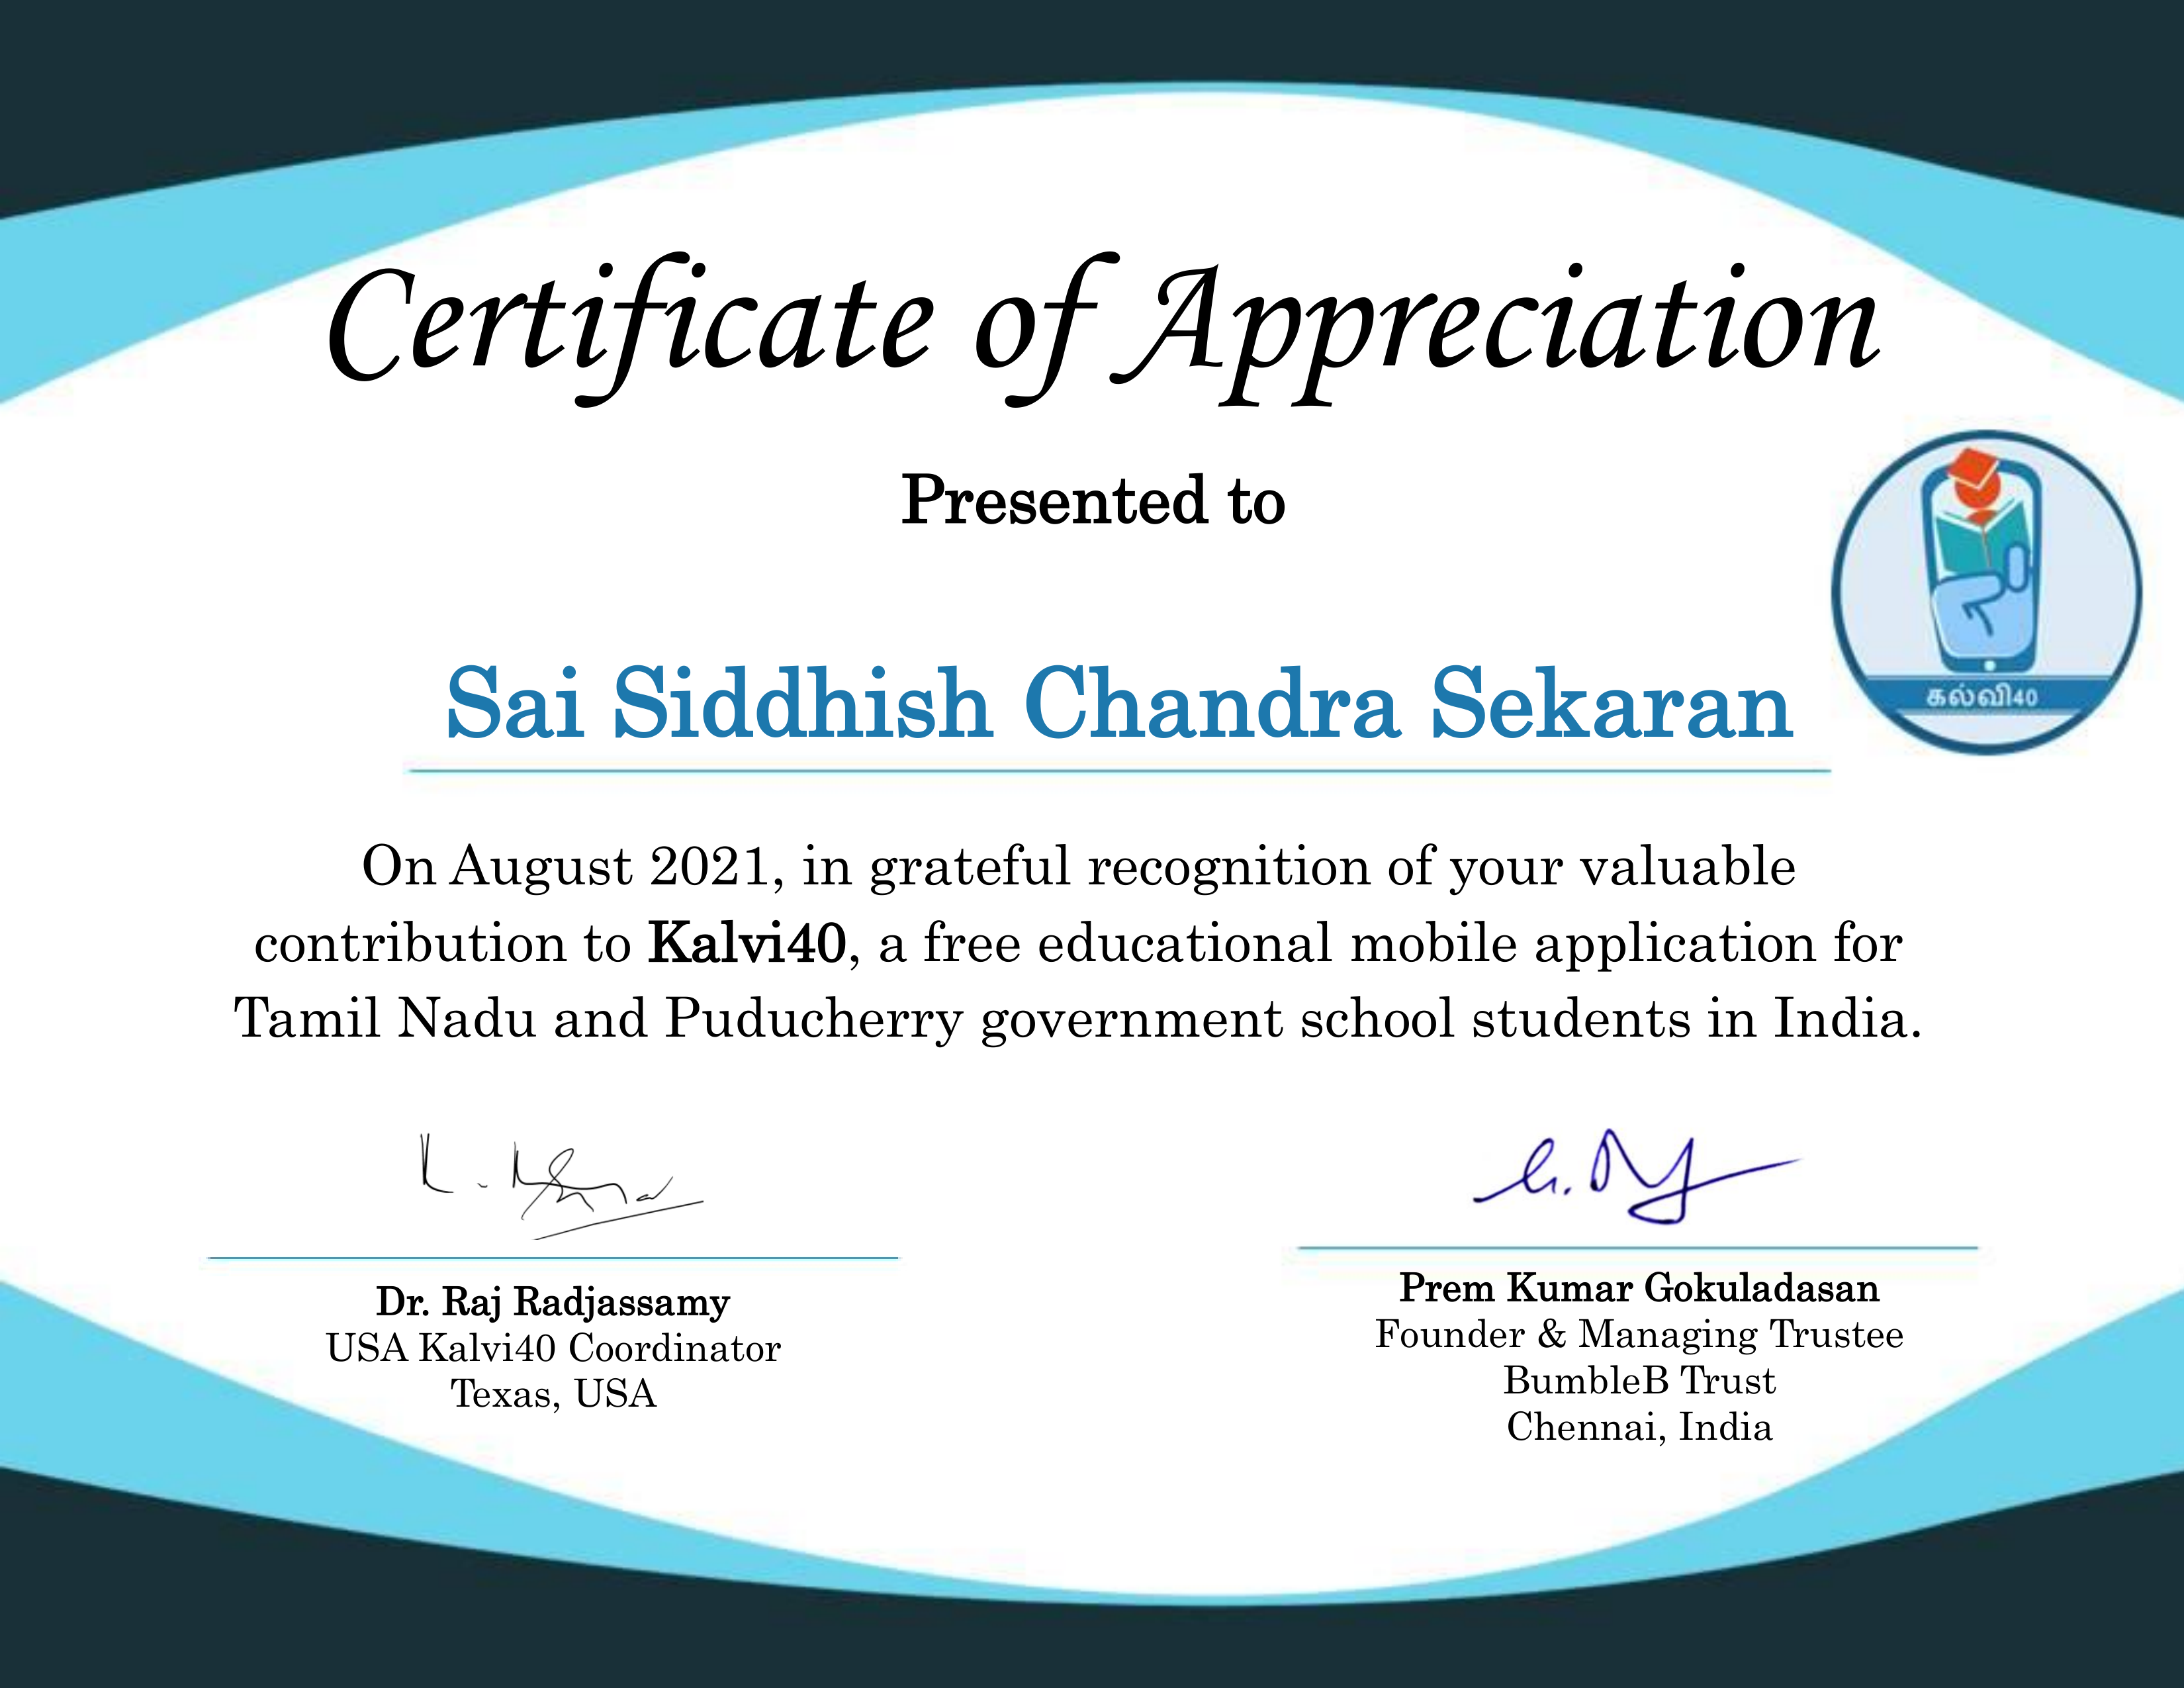 Certificate of Appreciation
Presented to
Sai Siddhish Chandra Sekaran
கல்வி40
On August 2021, in grateful recognition of your valuable
contribution to Kalvi40, a free educational mobile application for
Tamil Nadu and Puducherry government school students in India.
Dr. Raj Radjassamy
USA Kalvi40 Coordinator
Texas, USA
Prem Kumar Gokuladasan
Founder & Managing Trustee
BumbleB Trust
Chennai, India